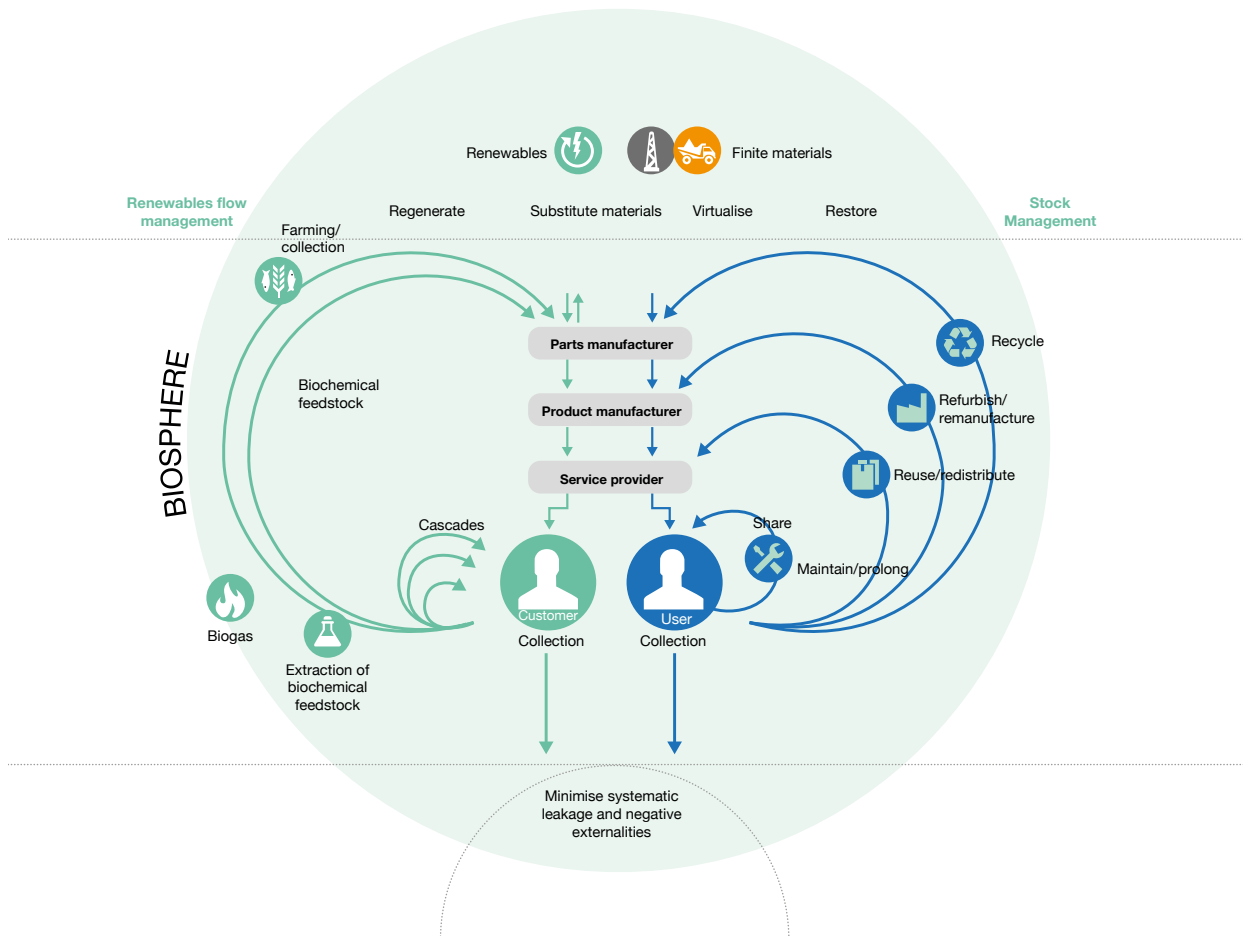 Renewables
Finite materials
Renewables flow
management
Regenerate
Substitute materials
Virtualise
Restore
Stock
Management
Farming/
collection
BIOSPHERE
Parts manufacturer
Recycle
Biochemical
feedstock
Product manufacturer
Refurbish/
remanufacture
Service provider
Reuse/redistribute
Cascades
Share
Maintain/prolong
Customer
User
Biogas
Collection
Collection
Extraction of
biochemical
feedstock
Minimise systematic
leakage and negative
externalities